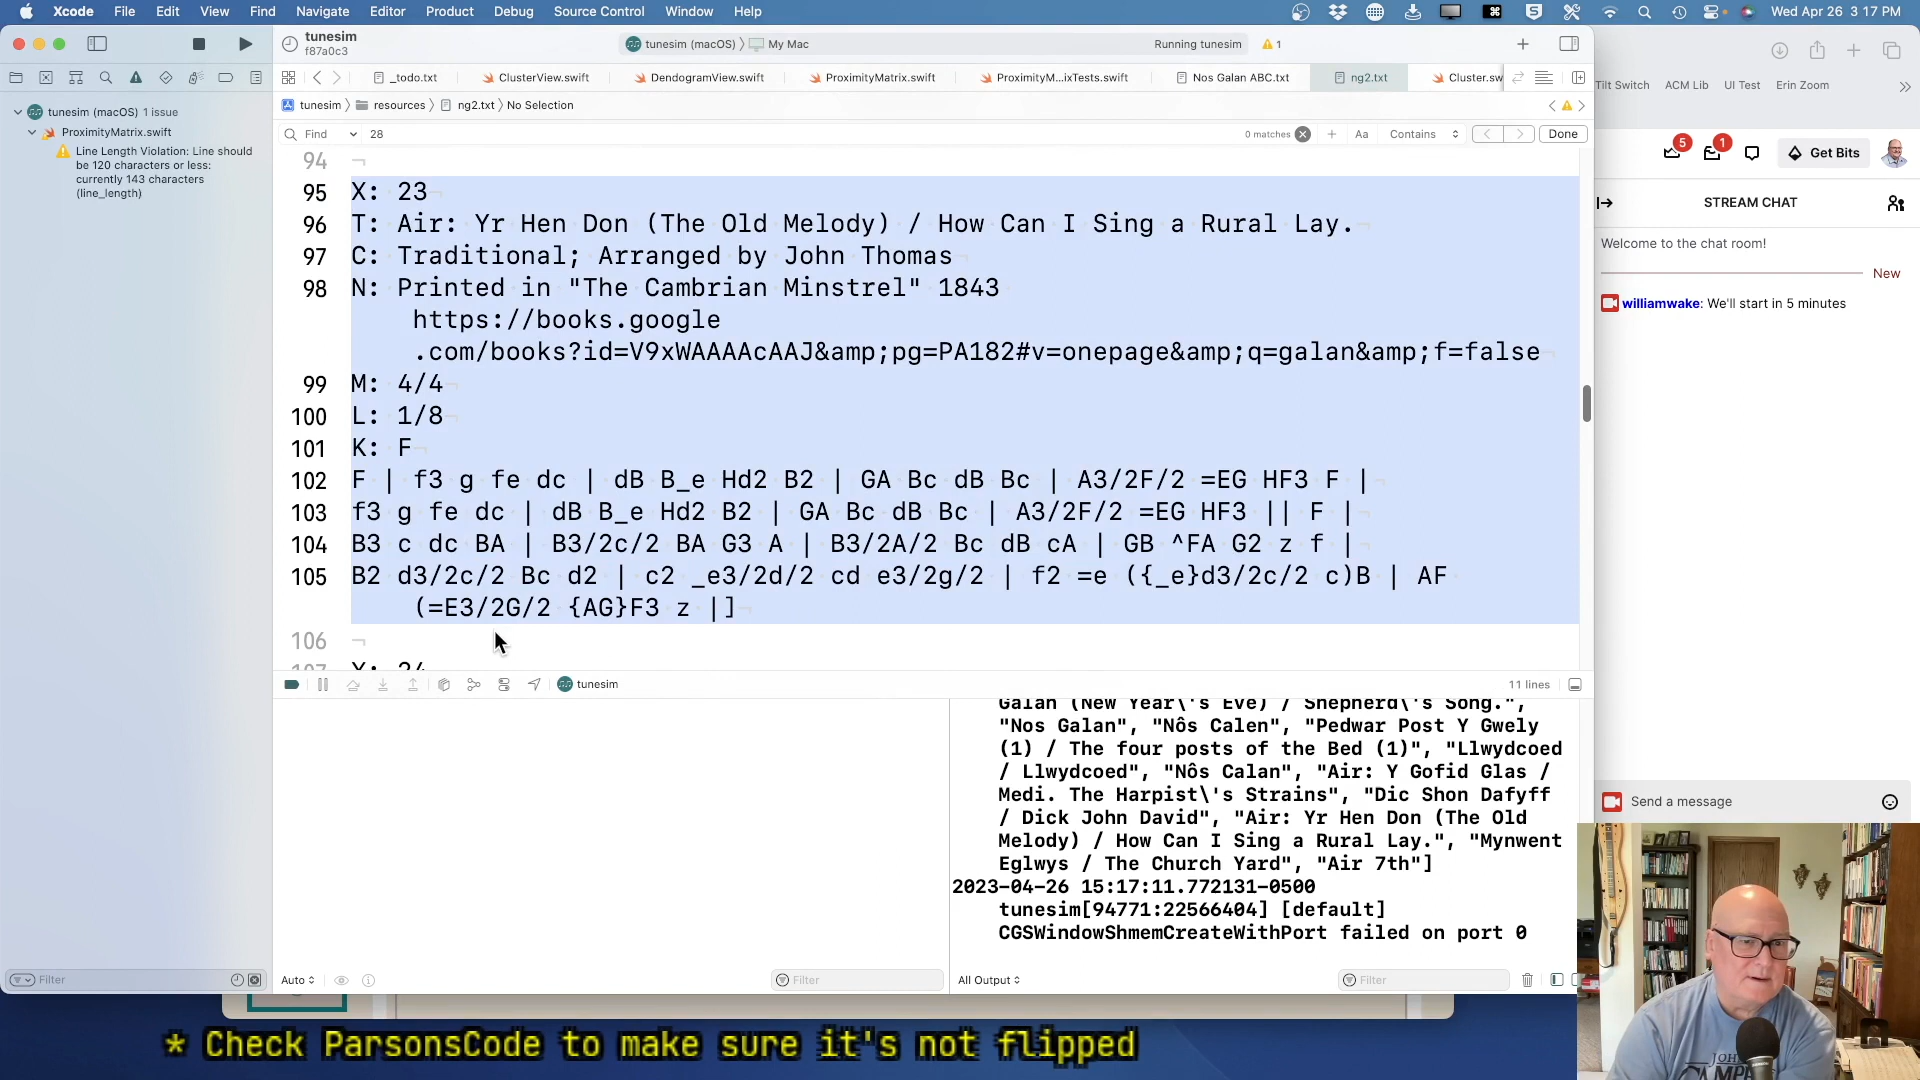 Xcode File Edit View Find Navigate Editor Product Debug Source Control Window Help
Wed Apr 26 3 17 PM
tunesim
f87a0c3
tunesim (macOS) 〉 My Mac
Running tunesim
1
_todo.txt
ClusterView.swift
DendogramView.swift
ProximityMatrix.swift
ProximityM...ixTests.swift
Nos Galan ABC.txt
ng2.txt
Cluster.sw
tunesim 〉 resources 〉 ng2.txt 〉 No Selection
Find
28
0 matches
Aa
Contains
Done
tunesim (macOS) 1 issue
ProximityMatrix.swift
Line Length Violation: Line should
be 120 characters or less:
currently 143 characters
(line_length)
94
95 X: 23
96 T: Air: Yr Hen Don (The Old Melody) / How Can I Sing a Rural Lay.
97 C: Traditional; Arranged by John Thomas
98 N: Printed in "The Cambrian Minstrel" 1843
https://books.google
.com/books?id=V9xWAAAAcAAJ&amp;pg=PA182#v=onepage&amp;q=galan&amp;f=false
99 M: 4/4
100 L: 1/8
101 K: F
102 F | f3 g fe dc | dB B_e Hd2 B2 | GA Bc dB Bc | A3/2F/2 =EG HF3 F |
103 f3 g fe dc | dB B_e Hd2 B2 | GA Bc dB Bc | A3/2F/2 =EG HF3 || F |
104 B3 c dc BA | B3/2c/2 BA G3 A | B3/2A/2 Bc dB cA | GB ^FA G2 z f |
105 B2 d3/2c/2 Bc d2 | c2 _e3/2d/2 cd e3/2g/2 | f2 =e ({_e}d3/2c/2 c)B | AF
(=E3/2G/2 {AG}F3 z |]
106
107 X: 24
tunesim
11 lines
Galan (New Year\'s Eve) / Shepherd\'s Song.",
"Nos Galan", "Nôs Calen", "Pedwar Post Y Gwely
(1) / The four posts of the Bed (1)", "Llwydcoed
/ Llwydcoed", "Nôs Calan", "Air: Y Gofid Glas /
Medi. The Harpist\'s Strains", "Dic Shon Dafyff
/ Dick John David", "Air: Yr Hen Don (The Old
Melody) / How Can I Sing a Rural Lay.", "Mynwent
Eglwys / The Church Yard", "Air 7th"]
2023-04-26 15:17:11.772131-0500
tunesim[94771:22566404] [default]
CGSWindowShmemCreateWithPort failed on port 0
Filter
Auto
Filter
All Output
Filter
Tilt Switch
ACM Lib
UI Test
Erin Zoom
5
1
Get Bits
STREAM CHAT
Welcome to the chat room!
New
williamwake: We'll start in 5 minutes
Send a message
* Check ParsonsCode to make sure it's not flipped